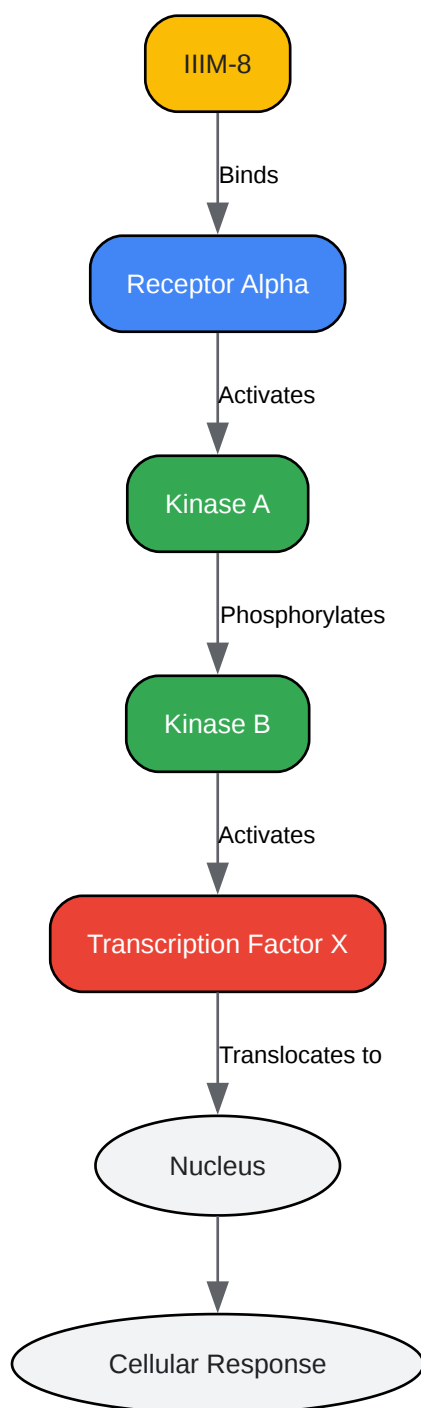 IIIM-8
Binds
Receptor Alpha
Activates
Kinase A
Phosphorylates
Kinase B
Activates
Transcription Factor X
Translocates to
Nucleus
Cellular Response